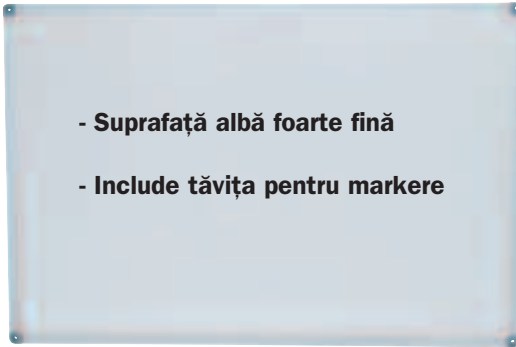 - Suprafață albă foarte fină
- Include tăvița pentru markere